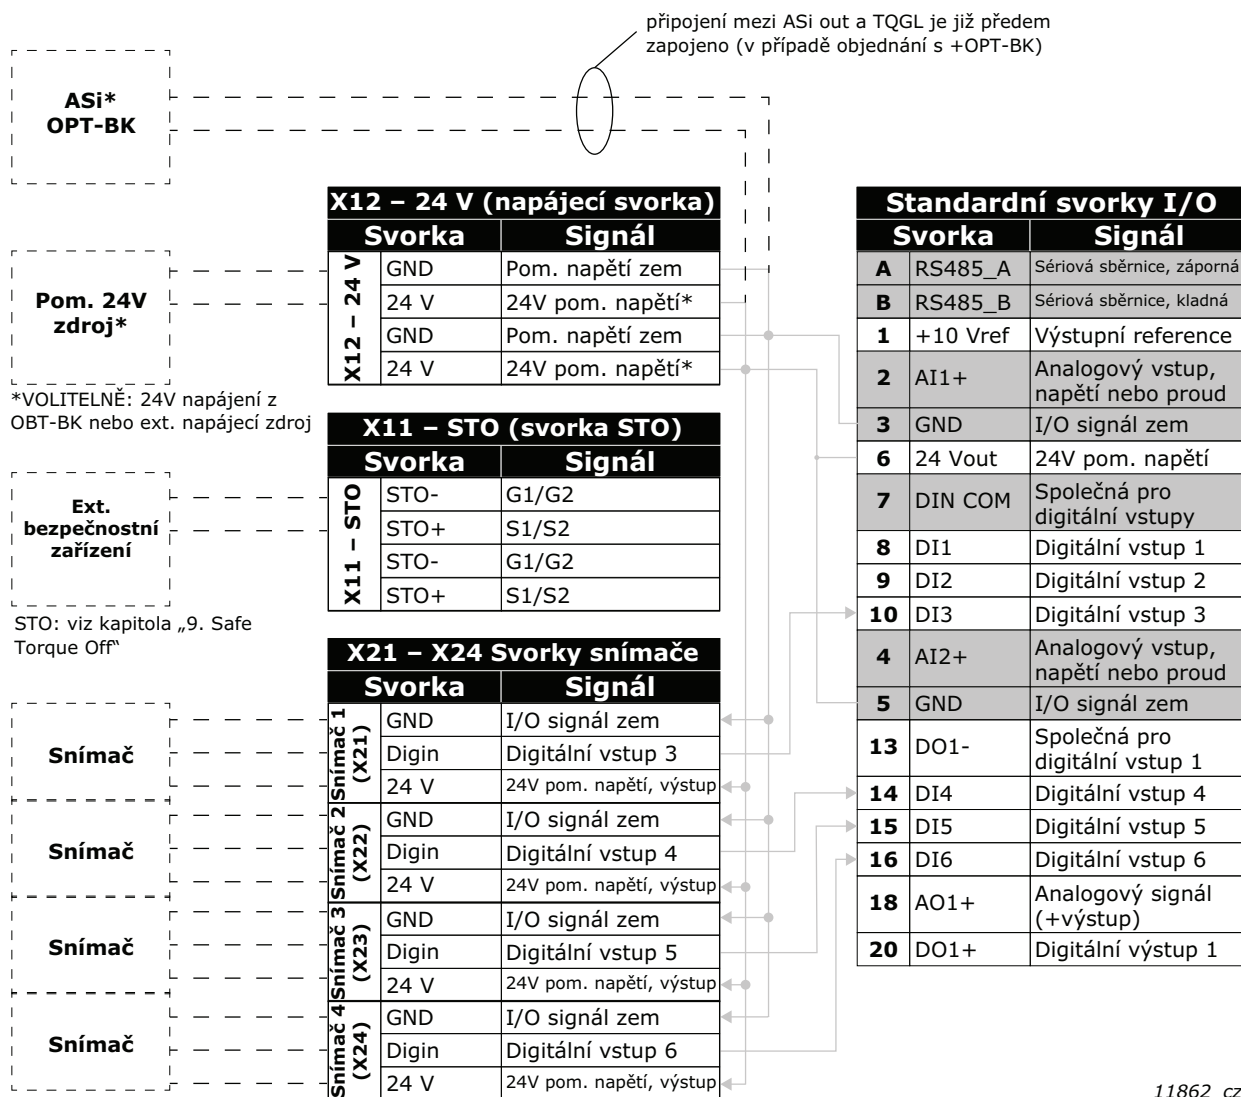 připojení mezi ASi out a TQGL je již předem
zapojeno (v případě objednání s +OPT-BK)
ASi*
OPT-BK
Pom. 24V
zdroj*
*VOLITELNĚ: 24V napájení z
OBT-BK nebo ext. napájecí zdroj
Ext.
bezpečnostní
zařízení
STO: viz kapitola „9. Safe
Torque Off“
Snímač
Snímač
Snímač
Snímač
X12 – 24 V (napájecí svorka)
Svorka Signál
X12 – 24 V
GND Pom. napětí zem
24 V 24V pom. napětí*
GND Pom. napětí zem
24 V 24V pom. napětí*
X11 – STO (svorka STO)
Svorka Signál
X11 – STO
STO- G1/G2
STO+ S1/S2
STO- G1/G2
STO+ S1/S2
X21 – X24 Svorky snímače
Svorka Signál
Snímač 1
(X21)
GND I/O signál zem
Digin Digitální vstup 3
24 V 24V pom. napětí, výstup
Snímač 2
(X22)
GND I/O signál zem
Digin Digitální vstup 4
24 V 24V pom. napětí, výstup
Snímač 3
(X23)
GND I/O signál zem
Digin Digitální vstup 5
24 V 24V pom. napětí, výstup
Snímač 4
(X24)
GND I/O signál zem
Digin Digitální vstup 6
24 V 24V pom. napětí, výstup
Standardní svorky I/O
Svorka Signál
A RS485_A Sériová sběrnice, záporná
B RS485_B Sériová sběrnice, kladná
1 +10 Vref Výstupní reference
2 AI1+ Analogový vstup,
napětí nebo proud
3 GND I/O signál zem
6 24 Vout 24V pom. napětí
7 DIN COM Společná pro
digitální vstupy
8 DI1 Digitální vstup 1
9 DI2 Digitální vstup 2
10 DI3 Digitální vstup 3
4 AI2+ Analogový vstup,
napětí nebo proud
5 GND I/O signál zem
13 DO1- Společná pro
digitální vstup 1
14 DI4 Digitální vstup 4
15 DI5 Digitální vstup 5
16 DI6 Digitální vstup 6
18 AO1+ Analogový signál
(+výstup)
20 DO1+ Digitální výstup 1
11862_cz